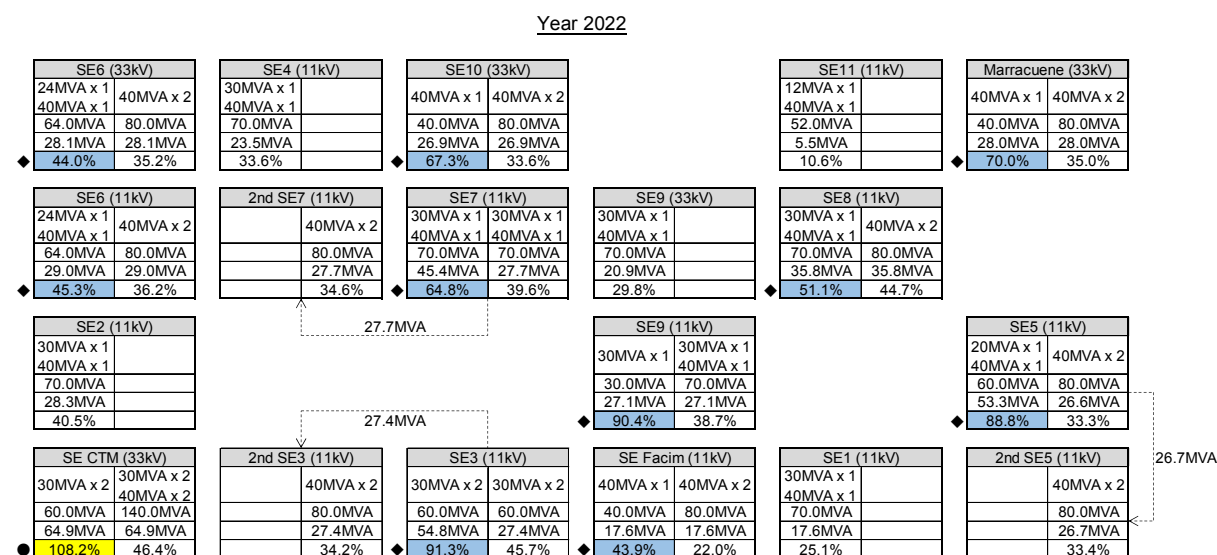 Year 2022
SE6 (33kV)
24MVA x 1
40MVA x 1
40MVA x 2
64.0MVA 80.0MVA
28.1MVA 28.1MVA
◆ 44.0% 35.2%
SE4 (11kV)
30MVA x 1
40MVA x 1
70.0MVA
23.5MVA
33.6%
SE10 (33kV)
40MVA x 1 40MVA x 2
40.0MVA 80.0MVA
26.9MVA 26.9MVA
◆ 67.3% 33.6%
SE11 (11kV)
12MVA x 1
40MVA x 1
52.0MVA
5.5MVA
10.6%
Marracuene (33kV)
40MVA x 1 40MVA x 2
40.0MVA 80.0MVA
28.0MVA 28.0MVA
◆ 70.0% 35.0%
SE6 (11kV)
24MVA x 1
40MVA x 1
40MVA x 2
64.0MVA 80.0MVA
29.0MVA 29.0MVA
◆ 45.3% 36.2%
2nd SE7 (11kV)
40MVA x 2
80.0MVA
27.7MVA
34.6%
SE7 (11kV)
30MVA x 1 30MVA x 1
40MVA x 1 40MVA x 1
70.0MVA 70.0MVA
45.4MVA 27.7MVA
◆ 64.8% 39.6%
SE9 (33kV)
30MVA x 1
40MVA x 1
70.0MVA
20.9MVA
29.8%
SE8 (11kV)
30MVA x 1
40MVA x 1
40MVA x 2
70.0MVA 80.0MVA
35.8MVA 35.8MVA
◆ 51.1% 44.7%
27.7MVA
SE2 (11kV)
30MVA x 1
40MVA x 1
70.0MVA
28.3MVA
40.5%
27.4MVA
SE9 (11kV)
30MVA x 1
30MVA x 1
40MVA x 1
30.0MVA 70.0MVA
27.1MVA 27.1MVA
◆ 90.4% 38.7%
SE5 (11kV)
20MVA x 1
40MVA x 1
40MVA x 2
60.0MVA 80.0MVA
53.3MVA 26.6MVA
◆ 88.8% 33.3%
26.7MVA
SE CTM (33kV)
30MVA x 2
30MVA x 2
40MVA x 2
60.0MVA 140.0MVA
64.9MVA 64.9MVA
● 108.2% 46.4%
2nd SE3 (11kV)
40MVA x 2
80.0MVA
27.4MVA
34.2%
SE3 (11kV)
30MVA x 2 30MVA x 2
60.0MVA 60.0MVA
54.8MVA 27.4MVA
◆ 91.3% 45.7%
SE Facim (11kV)
40MVA x 1 40MVA x 2
40.0MVA 80.0MVA
17.6MVA 17.6MVA
◆ 43.9% 22.0%
SE1 (11kV)
30MVA x 1
40MVA x 1
70.0MVA
17.6MVA
25.1%
2nd SE5 (11kV)
40MVA x 2
80.0MVA
26.7MVA
33.4%